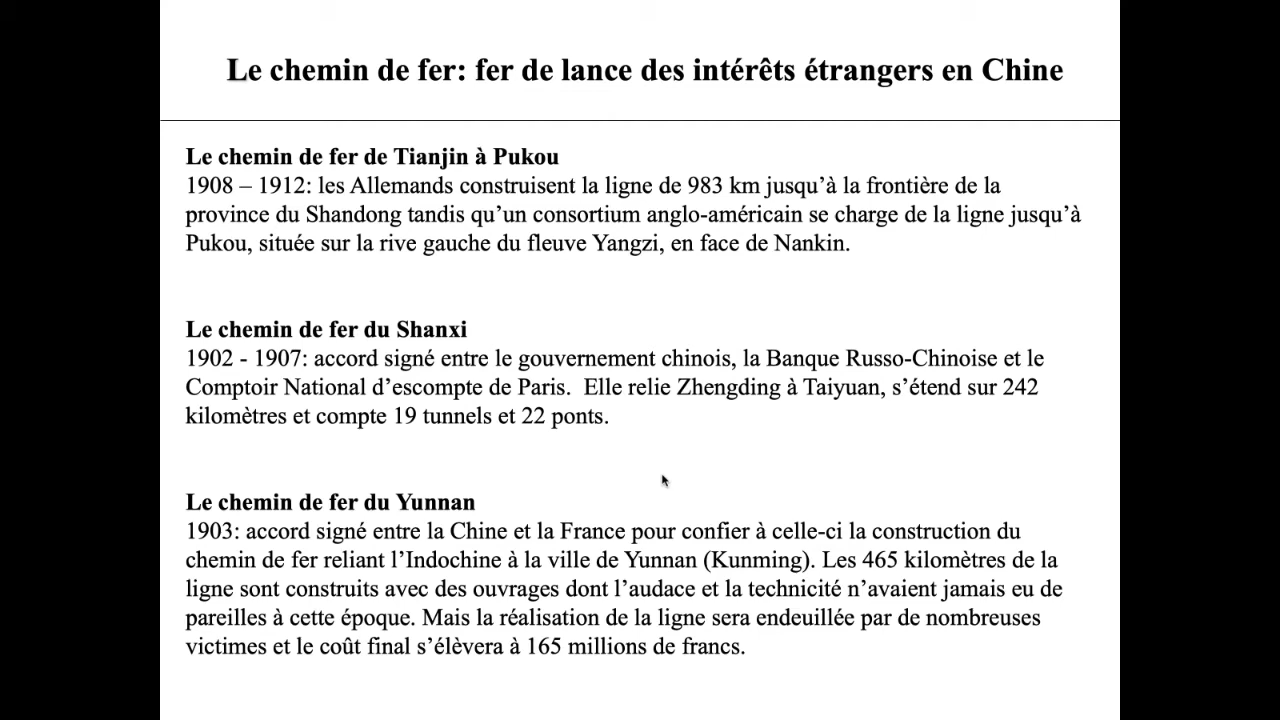 Le chemin de fer: fer de lance des intérêts étrangers en Chine
Le chemin de fer de Tianjin à Pukou
1908 – 1912: les Allemands construisent la ligne de 983 km jusqu’à la frontière de la
province du Shandong tandis qu’un consortium anglo-américain se charge de la ligne jusqu’à
Pukou, située sur la rive gauche du fleuve Yangzi, en face de Nankin.
Le chemin de fer du Shanxi
1902 - 1907: accord signé entre le gouvernement chinois, la Banque Russo-Chinoise et le
Comptoir National d’escompte de Paris.  Elle relie Zhengding à Taiyuan, s’étend sur 242
kilomètres et compte 19 tunnels et 22 ponts.
Le chemin de fer du Yunnan
1903: accord signé entre la Chine et la France pour confier à celle-ci la construction du
chemin de fer reliant l’Indochine à la ville de Yunnan (Kunming). Les 465 kilomètres de la
ligne sont construits avec des ouvrages dont l’audace et la technicité n’avaient jamais eu de
pareilles à cette époque. Mais la réalisation de la ligne sera endeuillée par de nombreuses
victimes et le coût final s’élèvera à 165 millions de francs.